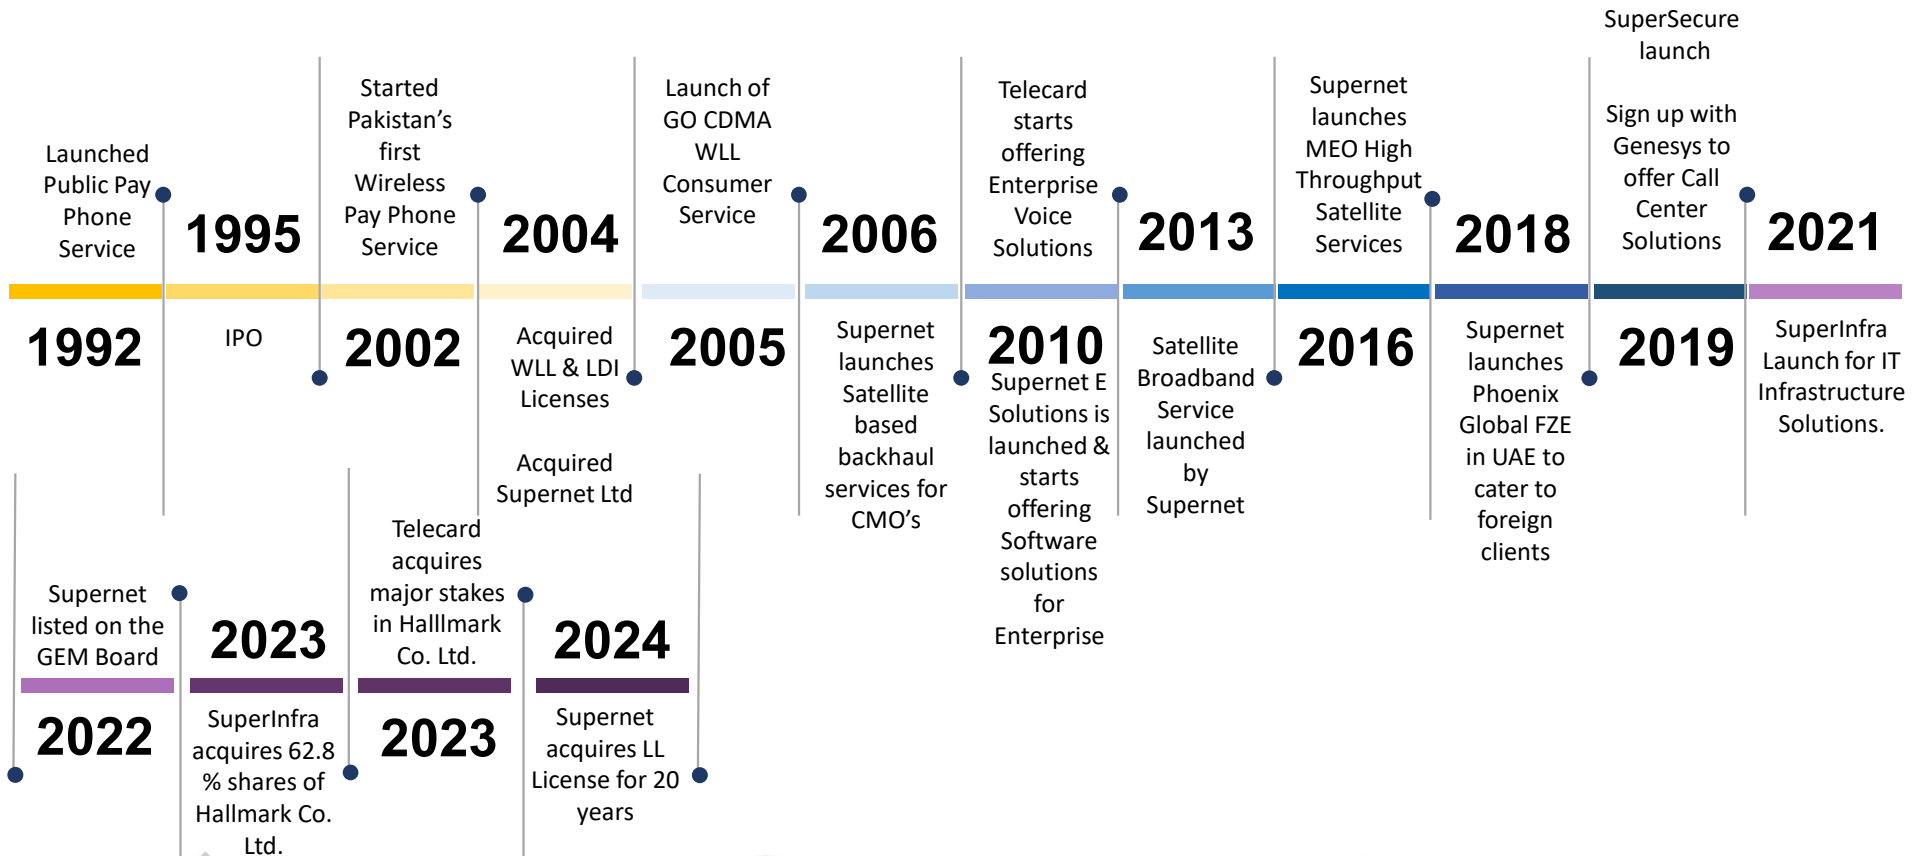 Launched
Public Pay
Phone
Service
1992
1995
IPO
Started
Pakistan's
first
Wireless
Pay Phone
Service
2002
2004
Acquired
WLL & LDI
Licenses
Acquired
Supernet Ltd
Launch of
GO CDMA
WLL
Consumer
Service
2005
2006
Supernet
launches
Satellite
based
backhaul
services for
CMO's
Telecard
starts
offering
Enterprise
Voice
Solutions
2010
Supernet E
Solutions is
launched &
starts
offering
Software
solutions
for
Enterprise
2013
Satellite
Broadband
Service
launched
by
Supernet
Supernet
launches
MEO High
Throughput
Satellite
Services
2016
2018
Supernet
launches
Phoenix
Global FZE
in UAE to
cater to
foreign
clients
SuperSecure
launch
Sign up with
Genesys to
offer Call
Center
Solutions
2019
2021
SuperInfra
Launch for IT
Infrastructure
Solutions.
Supernet
listed on the
GEM Board
2022
2023
SuperInfra
acquires 62.8
% shares of
Hallmark Co.
Ltd.
Telecard
acquires
major stakes
in Halllmark
Co. Ltd.
2023
2024
Supernet
acquires LL
License for 20
years